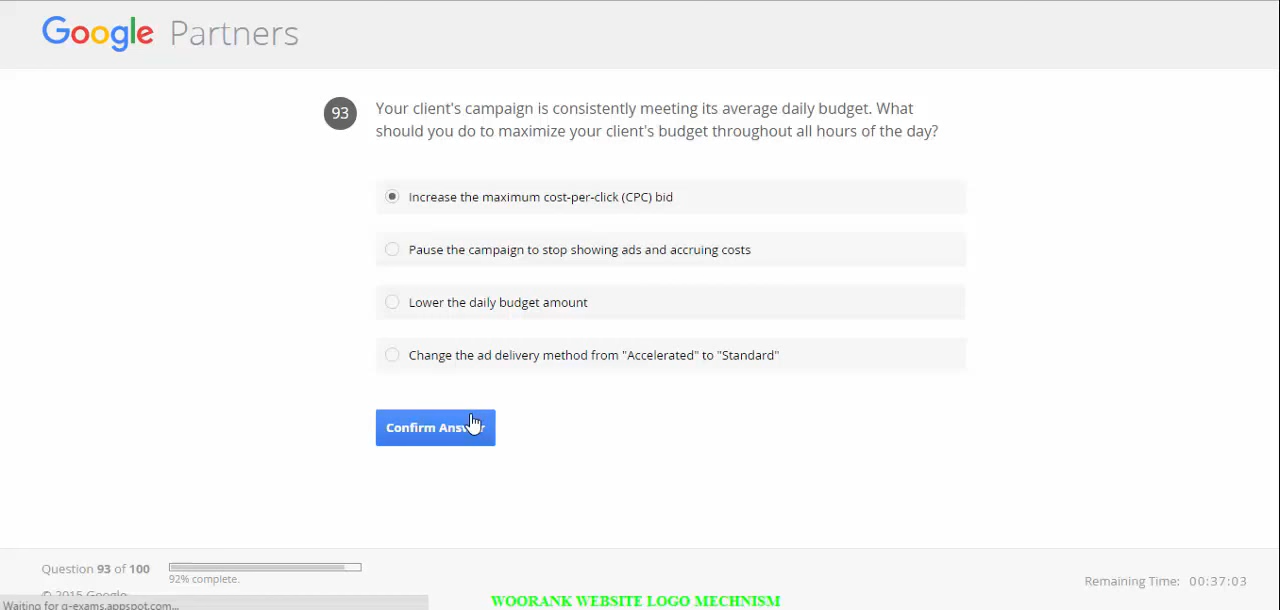 Google Partners
93
Your client's campaign is consistently meeting its average daily budget. What
should you do to maximize your client's budget throughout all hours of the day?
Increase the maximum cost-per-click (CPC) bid
Pause the campaign to stop showing ads and accruing costs
Lower the daily budget amount
Change the ad delivery method from "Accelerated" to "Standard"
Confirm Answer
Question 93 of 100
92% complete.
Remaining Time: 00:37:03
© 2015 Google
Waiting for g-exams.appspot.com...
WOORANK WEBSITE LOGO MECHNISM